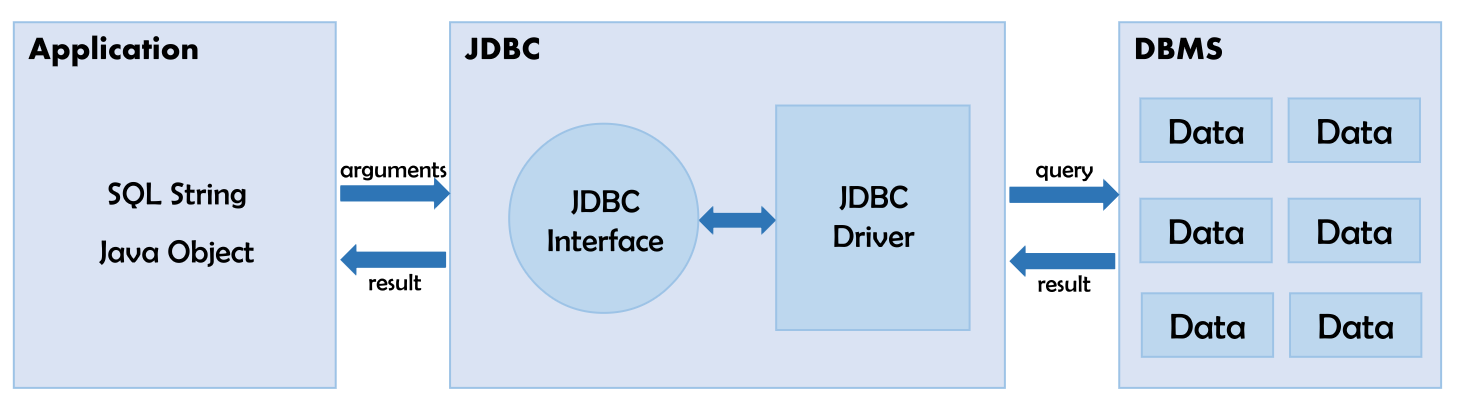 Application
SQL String
Java Object
arguments
result
JDBC
JDBC
Interface
JDBC
Driver
query
result
DBMS
Data
Data
Data
Data
Data
Data